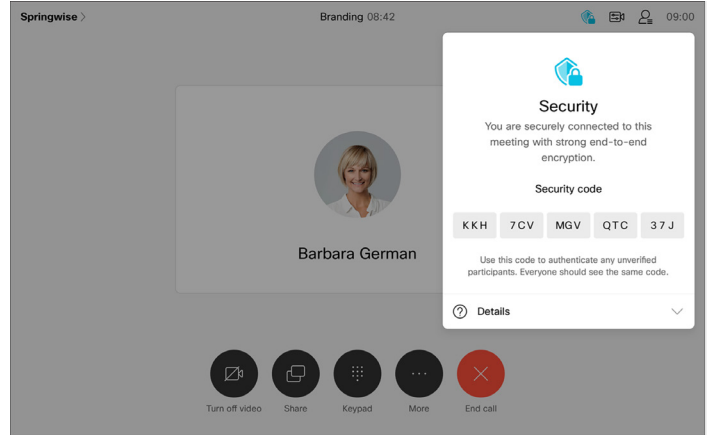 Springwise
Branding 08:42
09:00
Security
You are securely connected to this
meeting with strong end-to-end
encryption.
Security code
KKH 7CV MGV QTC 37J
Use this code to authenticate any unverified
participants. Everyone should see the same code.
Details
Barbara German
Turn off video Share Keypad More End call